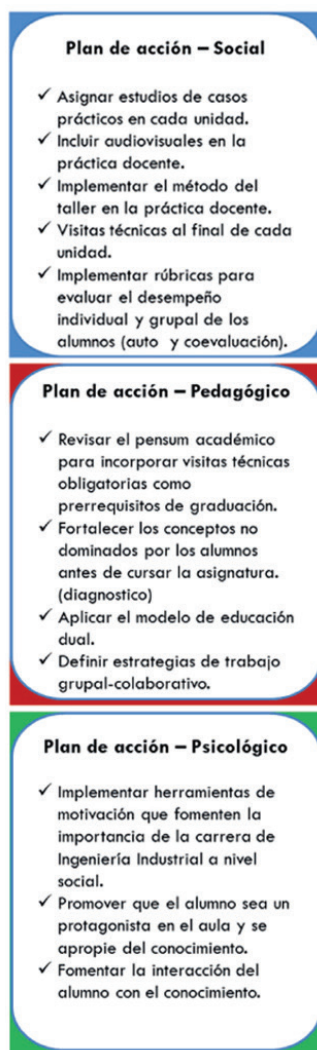 Plan de acción – Social
✓ Asignar estudios de casos
prácticos en cada unidad.
✓ Incluir audiovisuales en la
práctica docente.
✓ Implementar el método del
taller en la práctica docente.
✓ Visitas técnicas al final de cada
unidad.
✓ Implementar rúbricas para
evaluar el desempeño
individual y grupal de los
alumnos (auto y coevaluación).
Plan de acción – Pedagógico
✓ Revisar el pensum académico
para incorporar visitas técnicas
obligatorias como
prerrequisitos de graduación.
✓ Fortalecer los conceptos no
dominados por los alumnos
antes de cursar la asignatura.
(diagnostico)
✓ Aplicar el modelo de educación
dual.
✓ Definir estrategias de trabajo
grupal-colaborativo.
Plan de acción – Psicológico
✓ Implementar herramientas de
motivación que fomenten la
importancia de la carrera de
Ingeniería Industrial a nivel
social.
✓ Promover que el alumno sea un
protagonista en el aula y se
apropie del conocimiento.
✓ Fomentar la interacción del
alumno con el conocimiento.